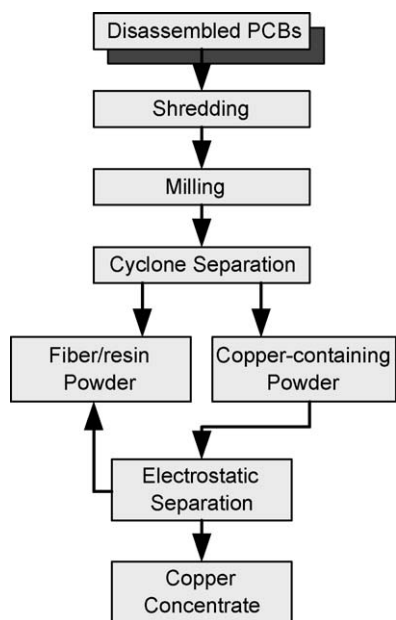 Disassembled PCBs
Shredding
Milling
Cyclone Separation
Fiber/resin
Powder
Copper-containing
Powder
Electrostatic
Separation
Copper
Concentrate